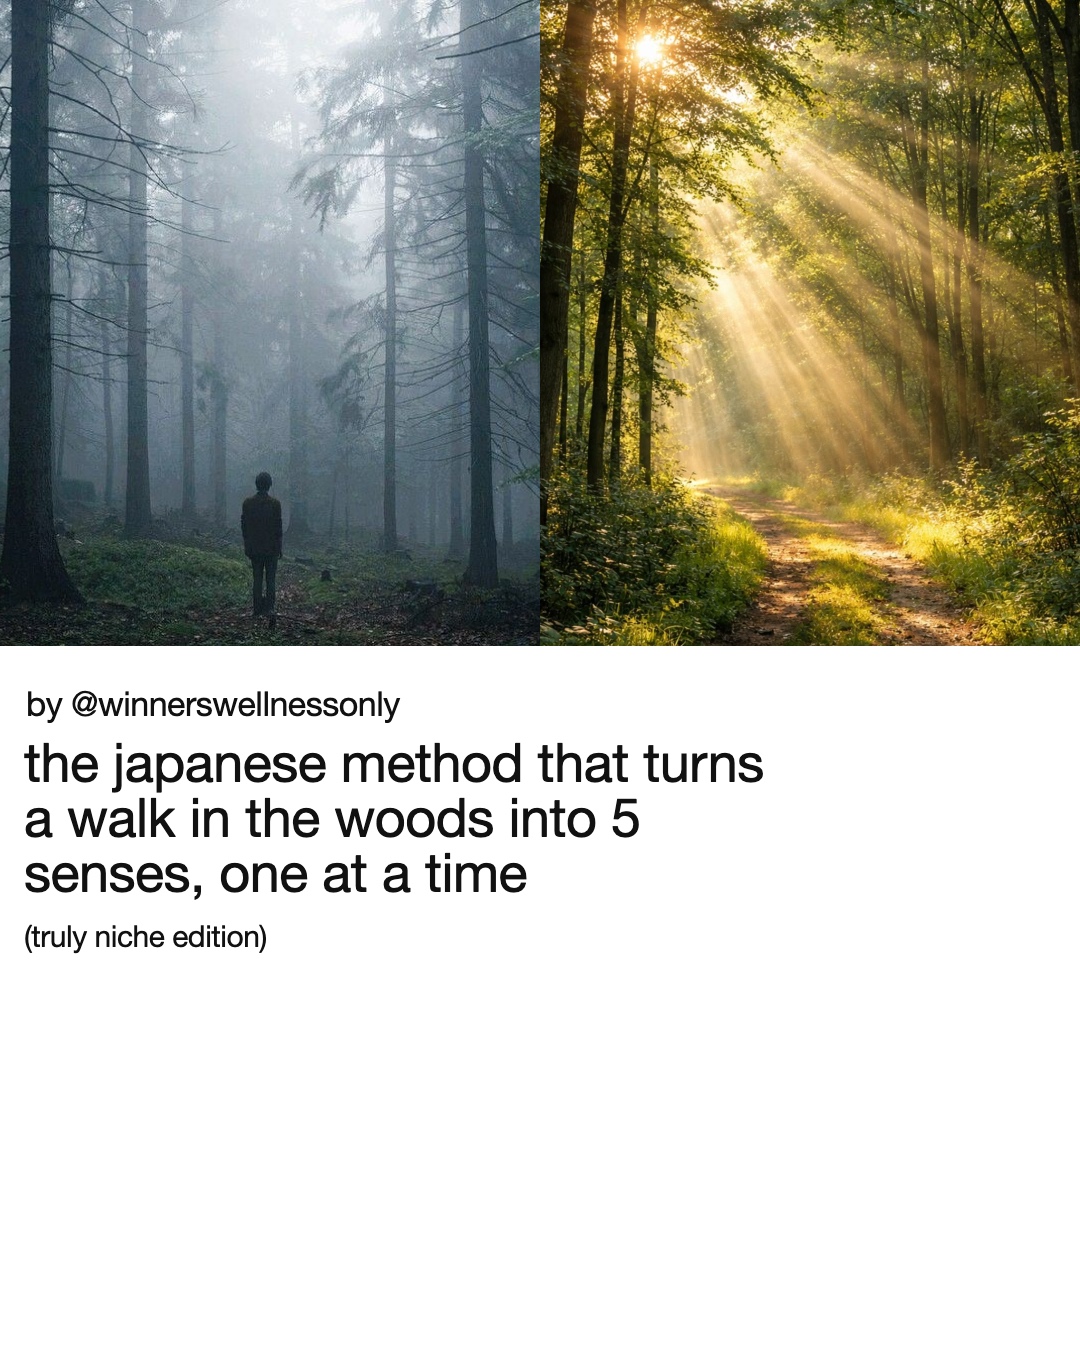 by @winnerswellnessonly
the japanese method that turns
a walk in the woods into 5
senses, one at a time
(truly niche edition)